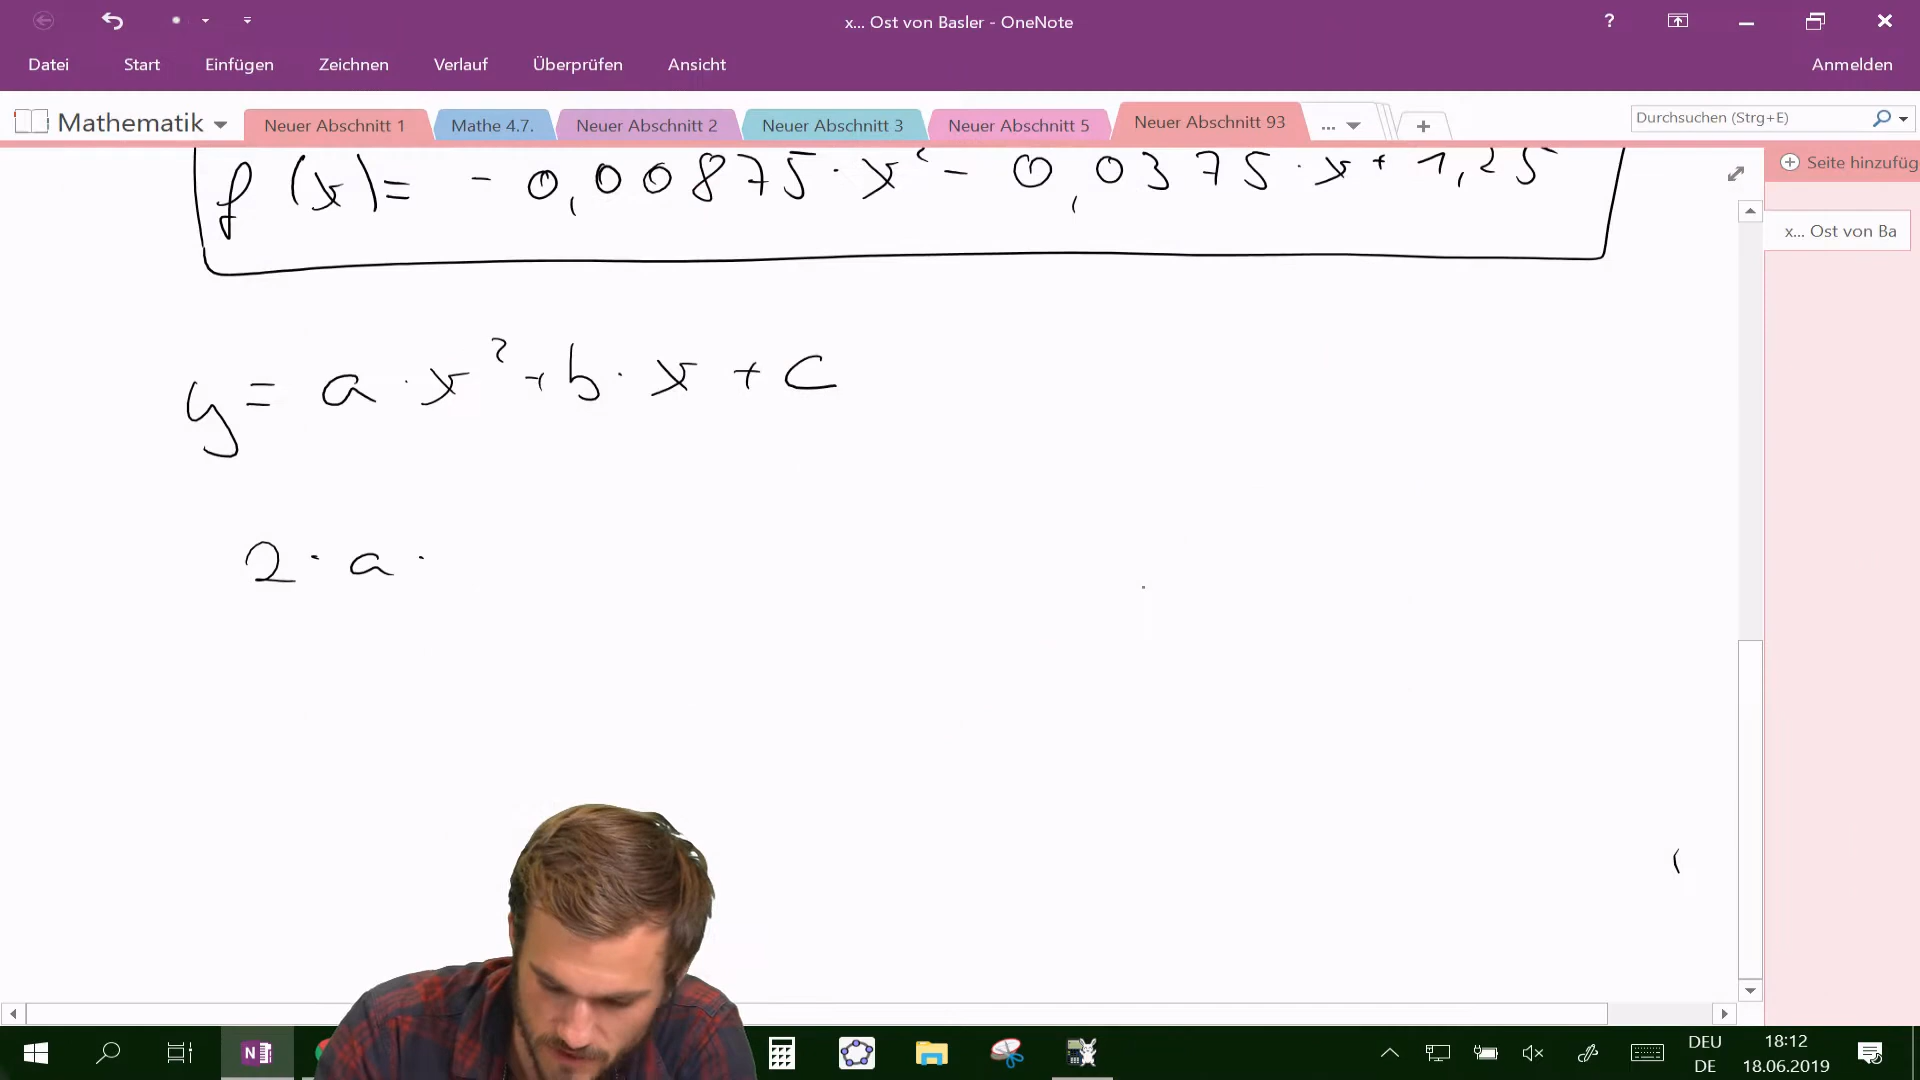 x... Ost von Basler - OneNote
?
Datei Start Einfügen Zeichnen Verlauf Überprüfen Ansicht Anmelden
Mathematik Neuer Abschnitt 1 Mathe 4.7. Neuer Abschnitt 2 Neuer Abschnitt 3 Neuer Abschnitt 5 Neuer Abschnitt 93 ... + Durchsuchen (Strg+E)
Seite hinzufüg
x... Ost von Ba
f(x)= - 0,00875·x² - 0,0375·x + 1,25
y = a·x² + b·x + c
2·a·
(
DEU
DE
18:12
18.06.2019